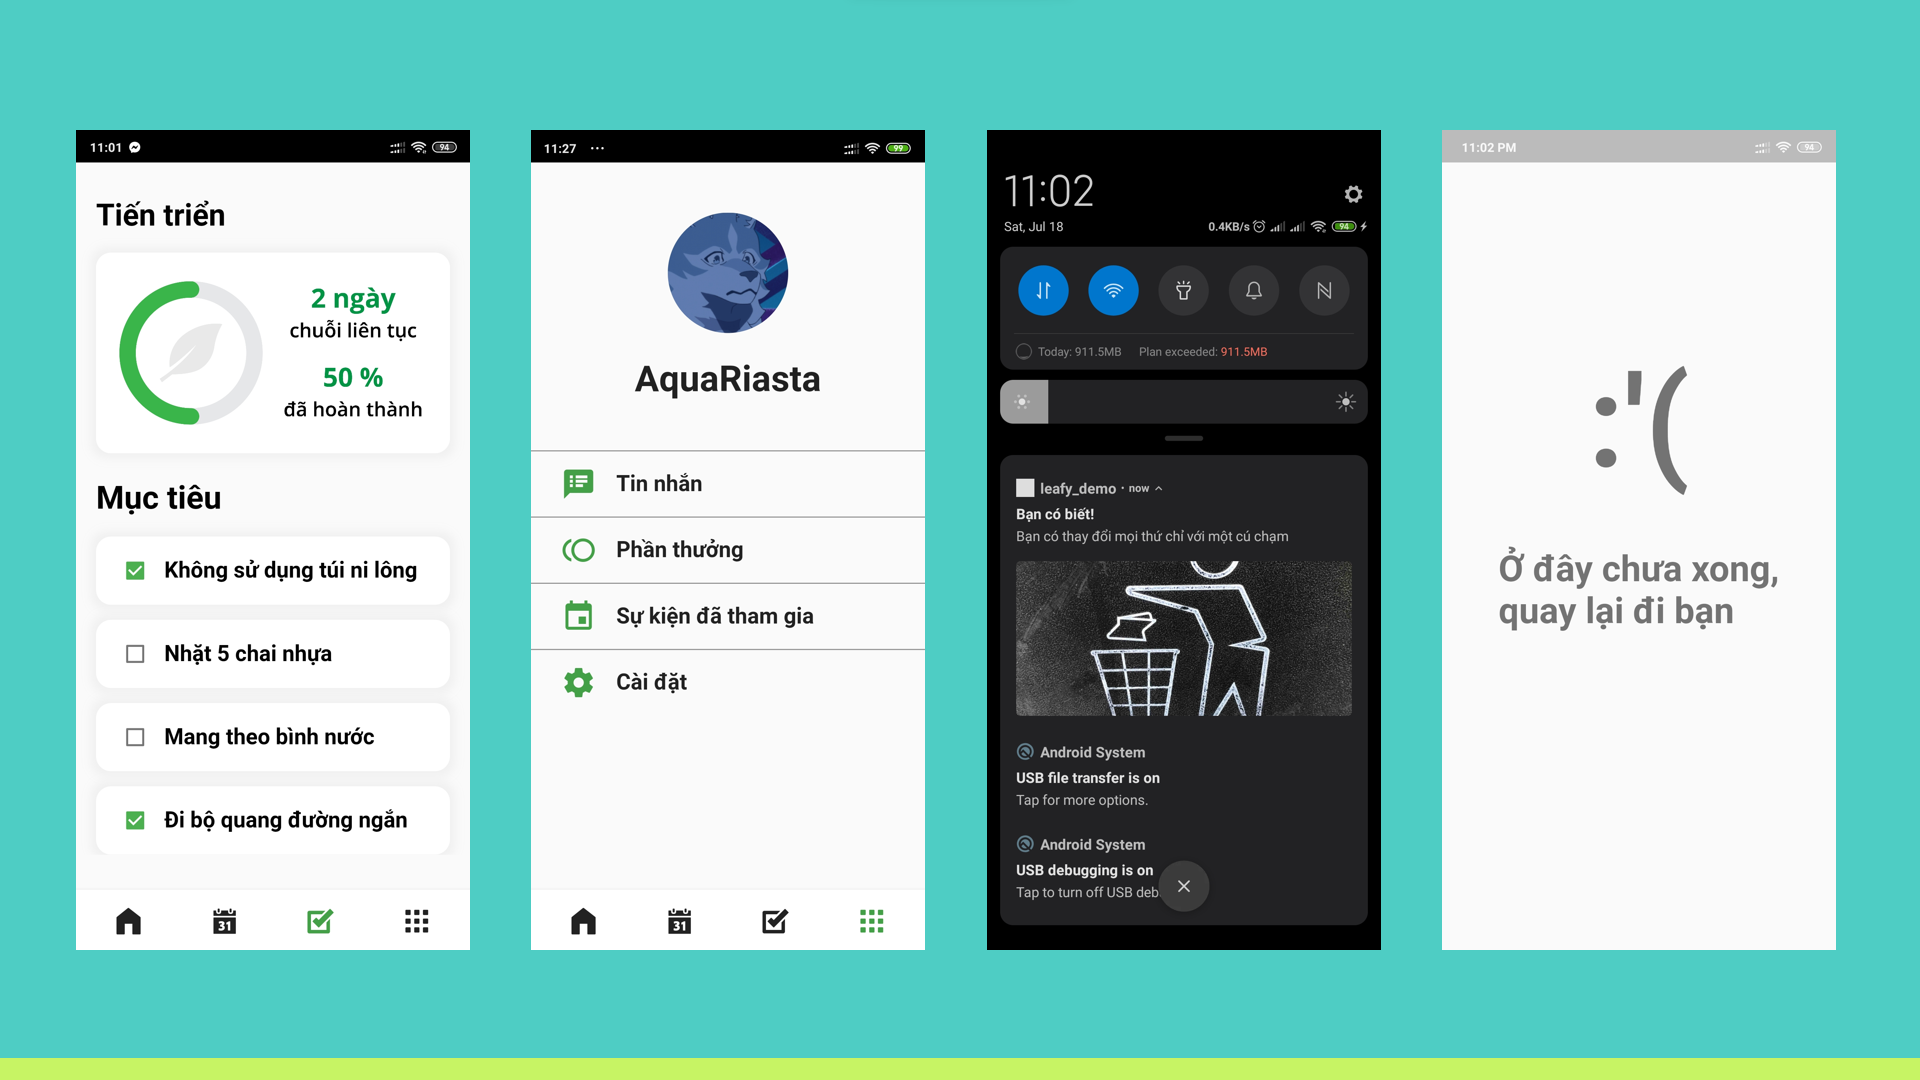 11:01
94
Tiến triển
2 ngày
chuỗi liên tục
50 %
đã hoàn thành
Mục tiêu
Không sử dụng túi ni lông
Nhặt 5 chai nhựa
Mang theo bình nước
Đi bộ quang đường ngắn
31
11:27 ...
99
AquaRiasta
Tin nhắn
Phần thưởng
Sự kiện đã tham gia
Cài đặt
31
11:02
Sat, Jul 18
0.4KB/s
94
Today: 911.5MB Plan exceeded: 911.5MB
leafy_demo · now
Bạn có biết!
Bạn có thay đổi mọi thứ chỉ với một cú chạm
Android System
USB file transfer is on
Tap for more options.
Android System
USB debugging is on
Tap to turn off USB deb
11:02 PM
94
:'(
Ở đây chưa xong,
quay lại đi bạn